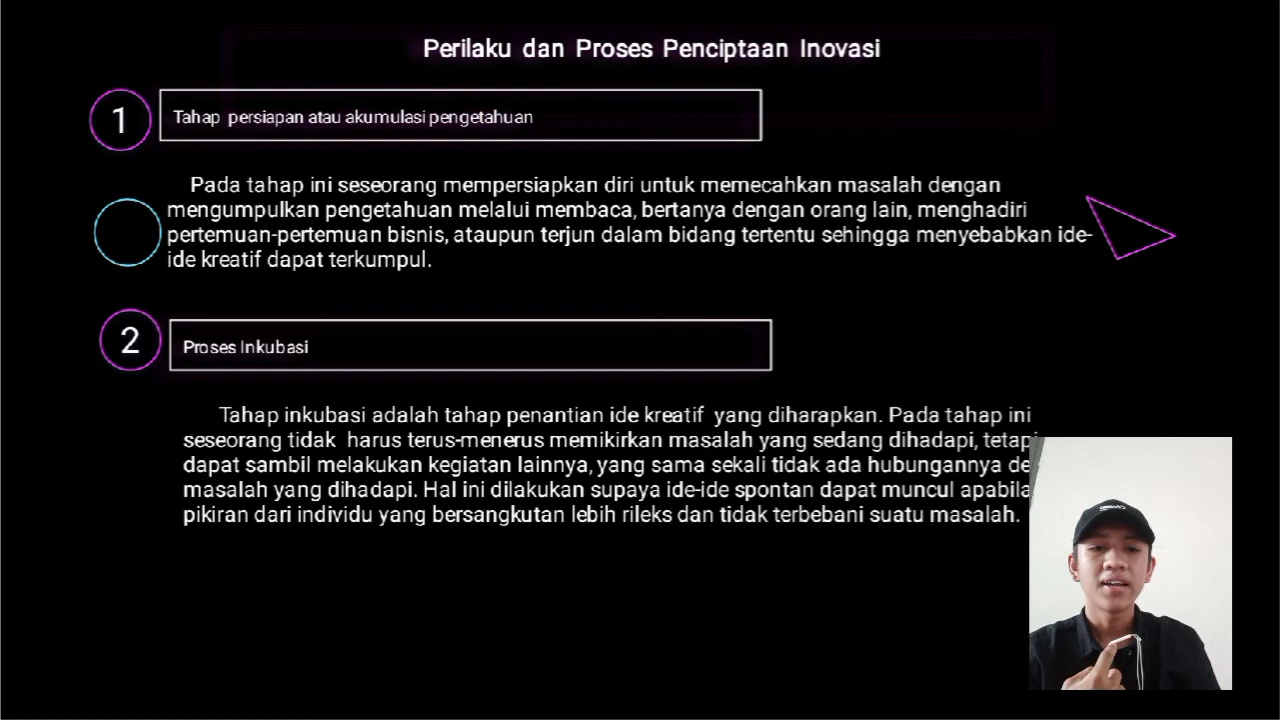 Perilaku dan Proses Penciptaan Inovasi
1
Tahap persiapan atau akumulasi pengetahuan
Pada tahap ini seseorang mempersiapkan diri untuk memecahkan masalah dengan
mengumpulkan pengetahuan melalui membaca, bertanya dengan orang lain, menghadiri
pertemuan-pertemuan bisnis, ataupun terjun dalam bidang tertentu sehingga menyebabkan ide-
ide kreatif dapat terkumpul.
2
Proses Inkubasi
Tahap inkubasi adalah tahap penantian ide kreatif yang diharapkan. Pada tahap ini
seseorang tidak harus terus-menerus memikirkan masalah yang sedang dihadapi, tetapi
dapat sambil melakukan kegiatan lainnya, yang sama sekali tidak ada hubungannya de
masalah yang dihadapi. Hal ini dilakukan supaya ide-ide spontan dapat muncul apabila
pikiran dari individu yang bersangkutan lebih rileks dan tidak terbebani suatu masalah.